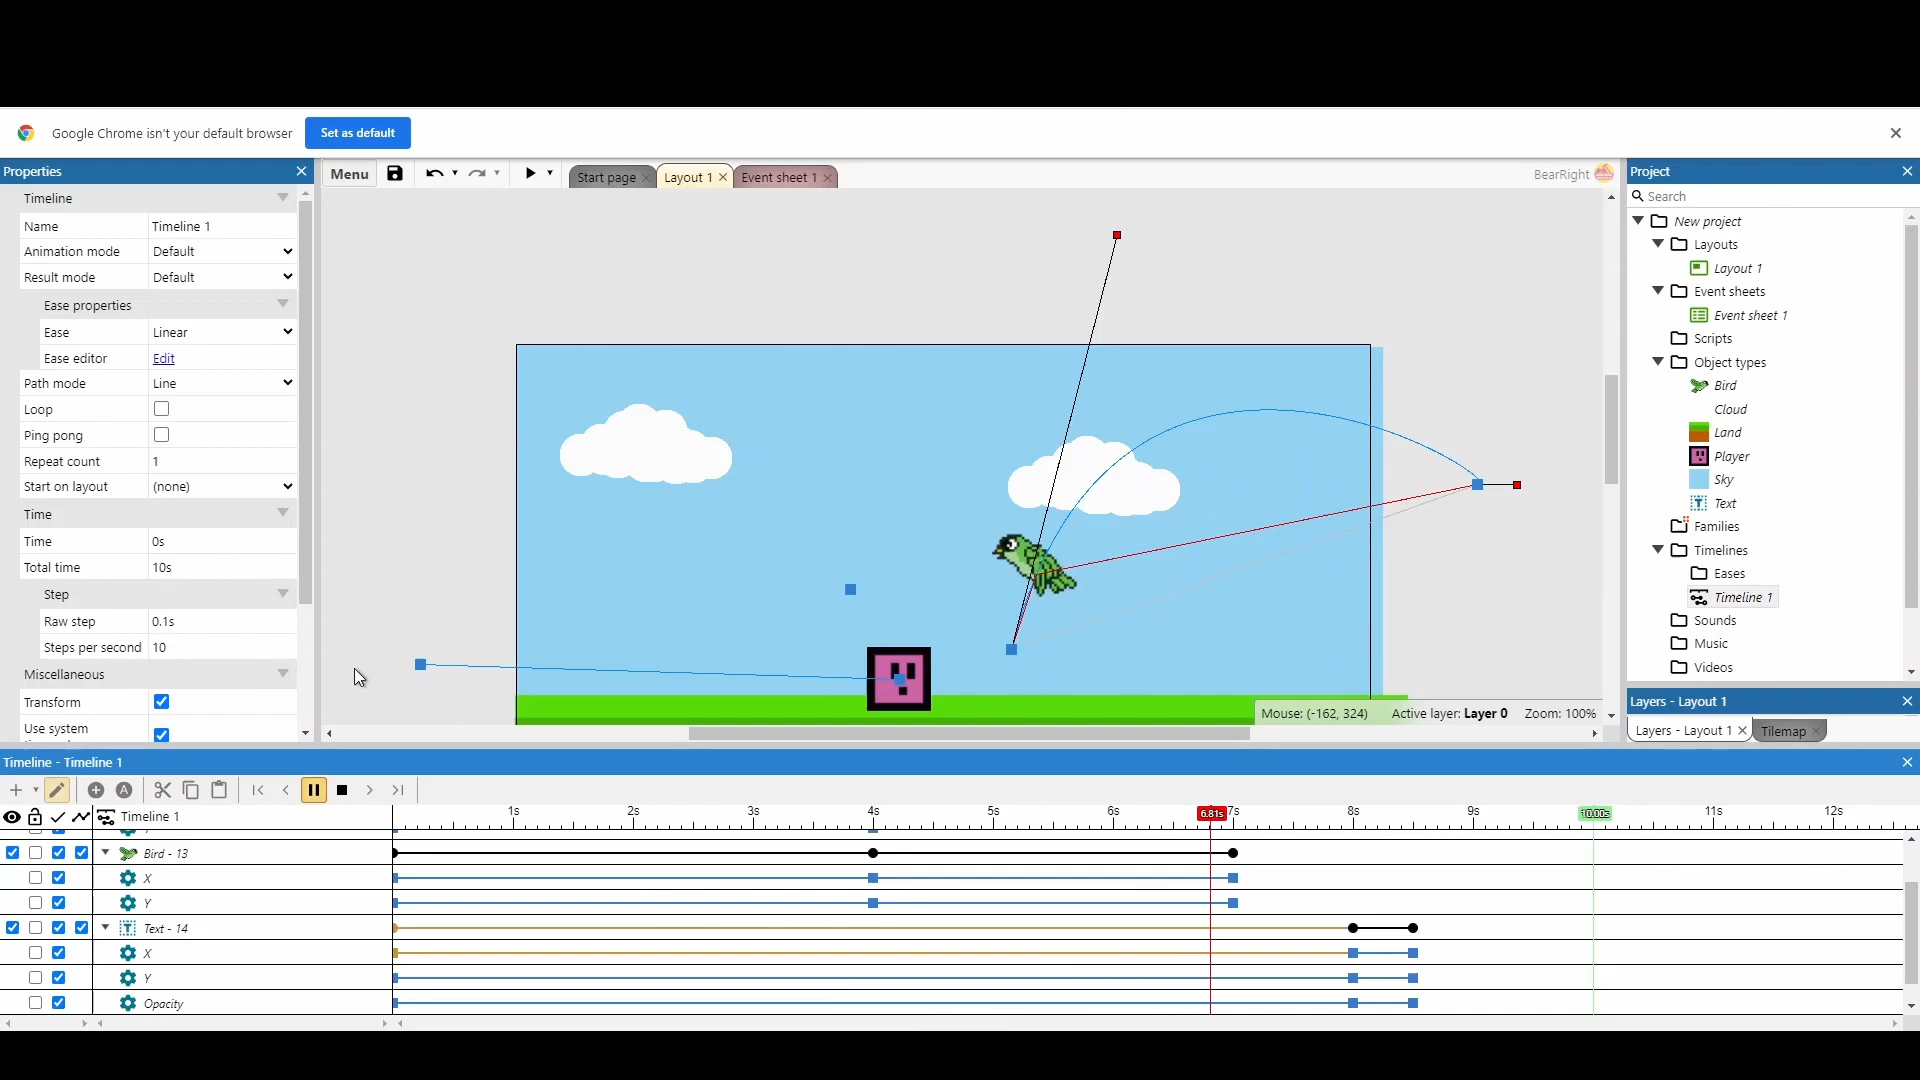 Google Chrome isn't your default browser
Set as default
Properties
Timeline
Name Timeline 1
Animation mode Default
Result mode Default
Ease properties
Ease Linear
Ease editor Edit
Path mode Line
Loop
Ping pong
Repeat count 1
Start on layout (none)
Time
Time 0s
Total time 10s
Step
Raw step 0.1s
Steps per second 10
Miscellaneous
Transform
Use system
Menu
Start page
Layout 1
Event sheet 1
BearRight
Mouse: (-162, 324) Active layer: Layer 0 Zoom: 100%
Project
Search
New project
Layouts
Layout 1
Event sheets
Event sheet 1
Scripts
Object types
Bird
Cloud
Land
Player
Sky
Text
Families
Timelines
Eases
Timeline 1
Sounds
Music
Videos
Layers - Layout 1
Layers - Layout 1 Tilemap
Timeline - Timeline 1
Timeline 1
1s 2s 3s 4s 5s 6s 6.81s 7s 8s 9s 10.00s 11s 12s
Bird - 13
X
Y
Text - 14
X
Y
Opacity